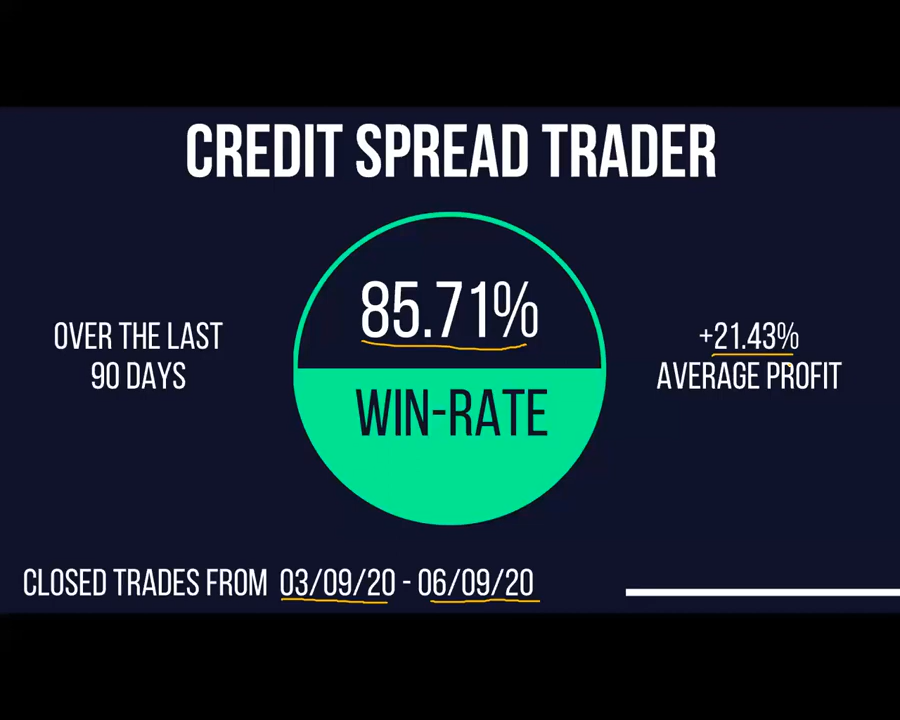 CREDIT SPREAD TRADER
85.71%
WIN-RATE
OVER THE LAST
90 DAYS
+21.43%
AVERAGE PROFIT
CLOSED TRADES FROM 03/09/20 - 06/09/20